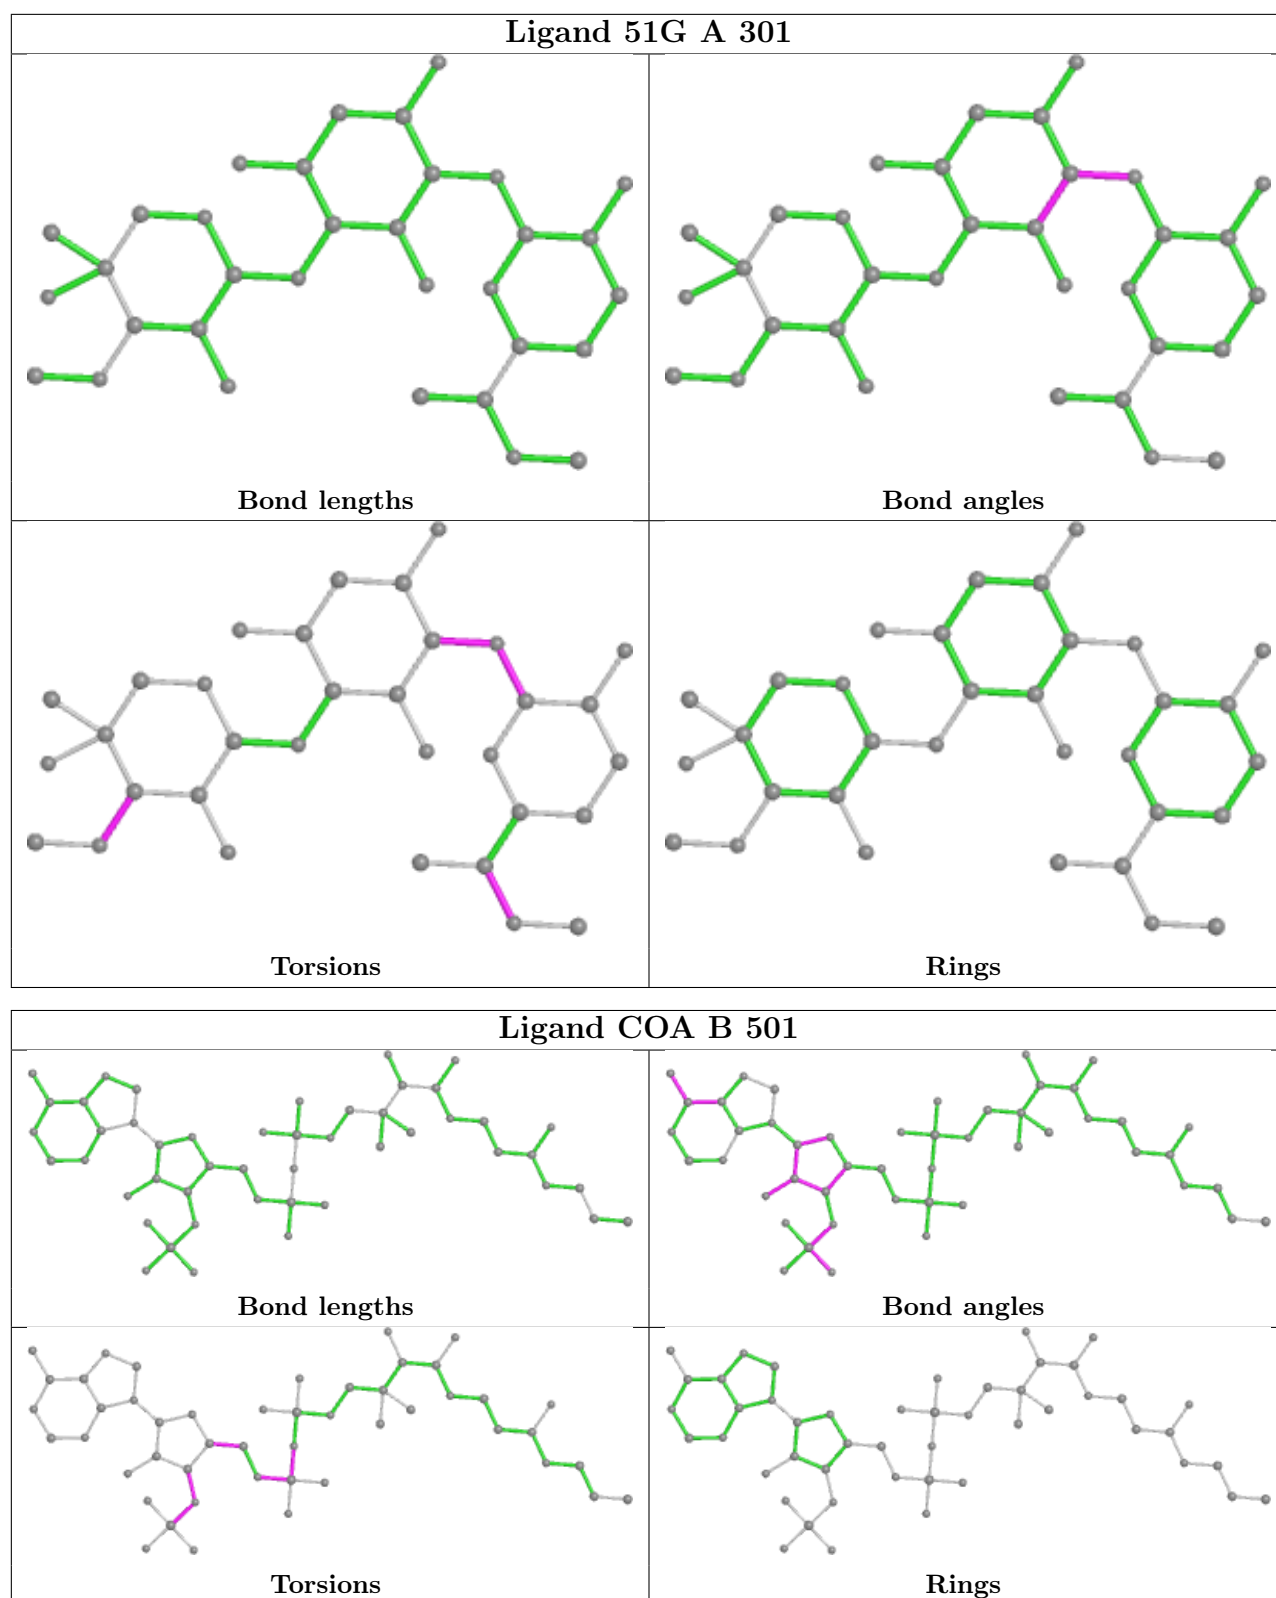 Ligand 51G A 301
Bond lengths
Bond angles
Torsions
Rings
Ligand COA B 501
Bond lengths
Bond angles
Torsions
Rings